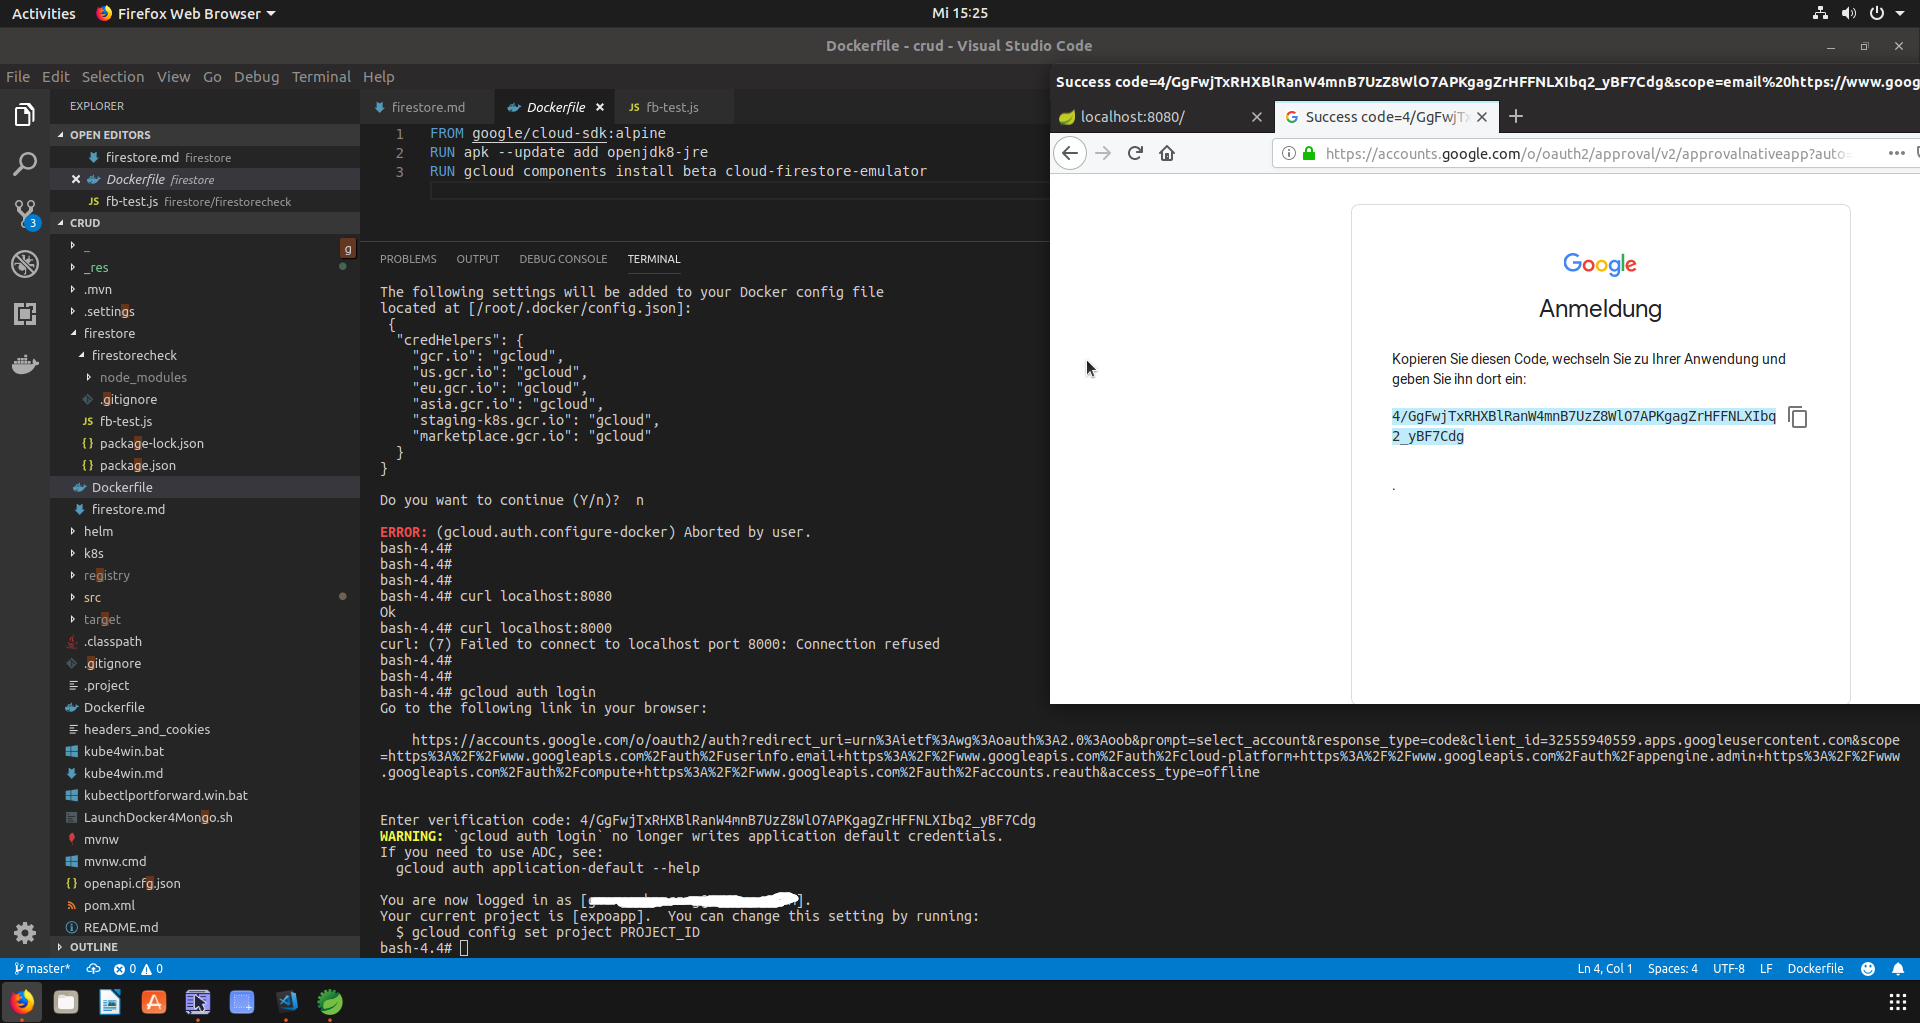 Activities
Firefox Web Browser
Mi 15:25
Dockerfile - crud - Visual Studio Code
File Edit Selection View Go Debug Terminal Help
EXPLORER
OPEN EDITORS
firestore.md firestore
Dockerfile firestore
JS fb-test.js firestore/firestorecheck
3
CRUD
_
g
_res
.mvn
.settings
firestore
firestorecheck
node_modules
.gitignore
JS fb-test.js
{} package-lock.json
{} package.json
Dockerfile
firestore.md
helm
k8s
registry
src
target
.classpath
.gitignore
.project
Dockerfile
headers_and_cookies
kube4win.bat
kube4win.md
kubectlportforward.win.bat
LaunchDocker4Mongo.sh
mvnw
mvnw.cmd
{} openapi.cfg.json
pom.xml
README.md
OUTLINE
firestore.md
Dockerfile
JS fb-test.js
1 FROM google/cloud-sdk:alpine
2 RUN apk --update add openjdk8-jre
3 RUN gcloud components install beta cloud-firestore-emulator
PROBLEMS OUTPUT DEBUG CONSOLE TERMINAL
The following settings will be added to your Docker config file
located at [/root/.docker/config.json]:
{
"credHelpers": {
"gcr.io": "gcloud",
"us.gcr.io": "gcloud",
"eu.gcr.io": "gcloud",
"asia.gcr.io": "gcloud",
"staging-k8s.gcr.io": "gcloud",
"marketplace.gcr.io": "gcloud"
}
}
Do you want to continue (Y/n)? n
ERROR: (gcloud.auth.configure-docker) Aborted by user.
bash-4.4#
bash-4.4#
bash-4.4#
bash-4.4# curl localhost:8080
Ok
bash-4.4# curl localhost:8000
curl: (7) Failed to connect to localhost port 8000: Connection refused
bash-4.4#
bash-4.4#
bash-4.4# gcloud auth login
Go to the following link in your browser:
https://accounts.google.com/o/oauth2/auth?redirect_uri=urn%3Aietf%3Awg%3Aoauth%3A2.0%3Aoob&prompt=select_account&response_type=code&client_id=32555940559.apps.googleusercontent.com&scope
=https%3A%2F%2Fwww.googleapis.com%2Fauth%2Fuserinfo.email+https%3A%2F%2Fwww.googleapis.com%2Fauth%2Fcloud-platform+https%3A%2F%2Fwww.googleapis.com%2Fauth%2Fappengine.admin+https%3A%2F%2Fwww
.googleapis.com%2Fauth%2Fcompute+https%3A%2F%2Fwww.googleapis.com%2Fauth%2Faccounts.reauth&access_type=offline
Enter verification code: 4/GgFwjTxRHXBlRanW4mnB7UzZ8WlO7APKgagZrHFFNLXIbq2_yBF7Cdg
WARNING: `gcloud auth login` no longer writes application default credentials.
If you need to use ADC, see:
gcloud auth application-default --help
You are now logged in as [ ].
Your current project is [expoapp]. You can change this setting by running:
$ gcloud config set project PROJECT_ID
bash-4.4#
Success code=4/GgFwjTxRHXBlRanW4mnB7UzZ8WlO7APKgagZrHFFNLXIbq2_yBF7Cdg&scope=email%20https://www.goog
localhost:8080/
G Success code=4/GgFwjTx
https://accounts.google.com/o/oauth2/approval/v2/approvalnativeapp?auto=
Google
Anmeldung
Kopieren Sie diesen Code, wechseln Sie zu Ihrer Anwendung und
geben Sie ihn dort ein:
4/GgFwjTxRHXBlRanW4mnB7UzZ8WlO7APKgagZrHFFNLXIbq
2_yBF7Cdg
.
master* 0 0
Ln 4, Col 1 Spaces: 4 UTF-8 LF Dockerfile